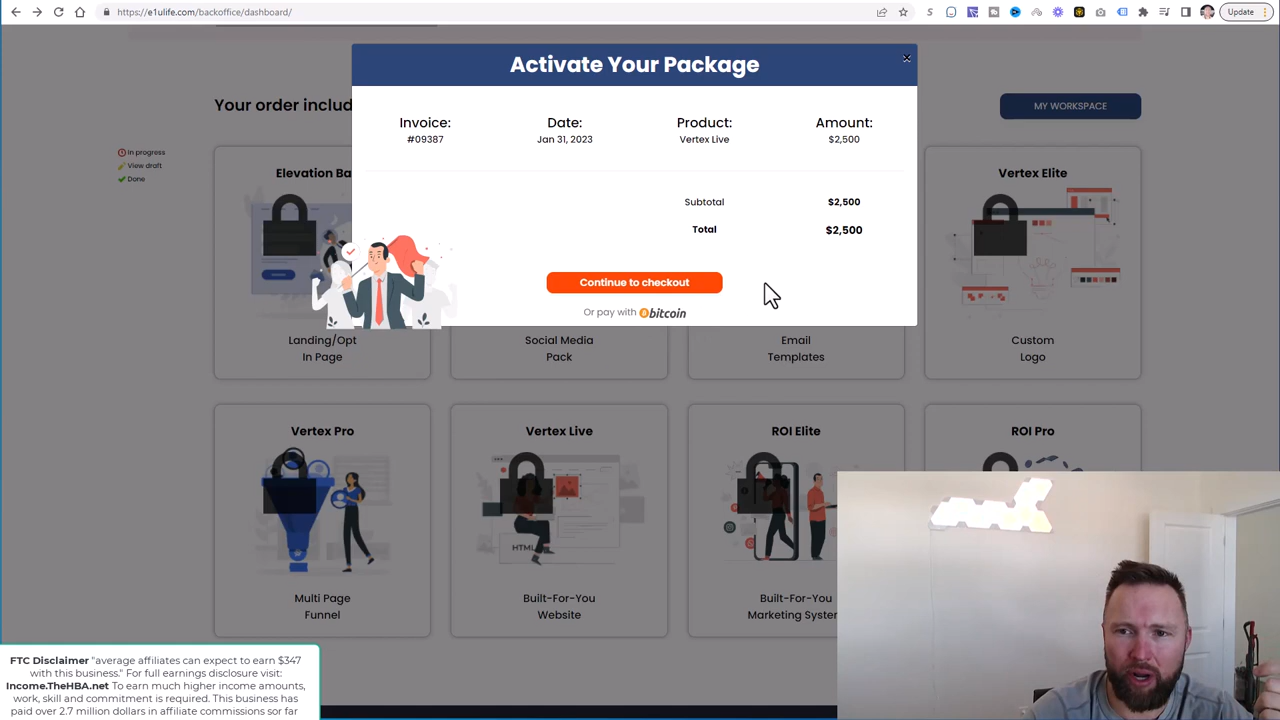 https://e1ulife.com/backoffice/dashboard/
Update
Activate Your Package
Your order includ
MY WORKSPACE
Invoice:
Date:
Product:
Amount:
#09387
Jan 31, 2023
Vertex Live
$2,500
In progress
View draft
Done
Elevation Ba
Vertex Elite
Subtotal
$2,500
Total
$2,500
Continue to checkout
Or pay with bitcoin
Landing/Opt
In Page
Social Media
Pack
Email
Templates
Custom
Logo
Vertex Pro
Vertex Live
ROI Elite
ROI Pro
HTML
Multi Page
Funnel
Built-For-You
Website
Built-For-You
Marketing System
FTC Disclaimer "average affiliates can expect to earn $347
with this business." For full earnings disclosure visit:
Income.TheHBA.net To earn much higher income amounts,
work, skill and commitment is required. This business has
paid over 2.7 million dollars in affiliate commissions sor far